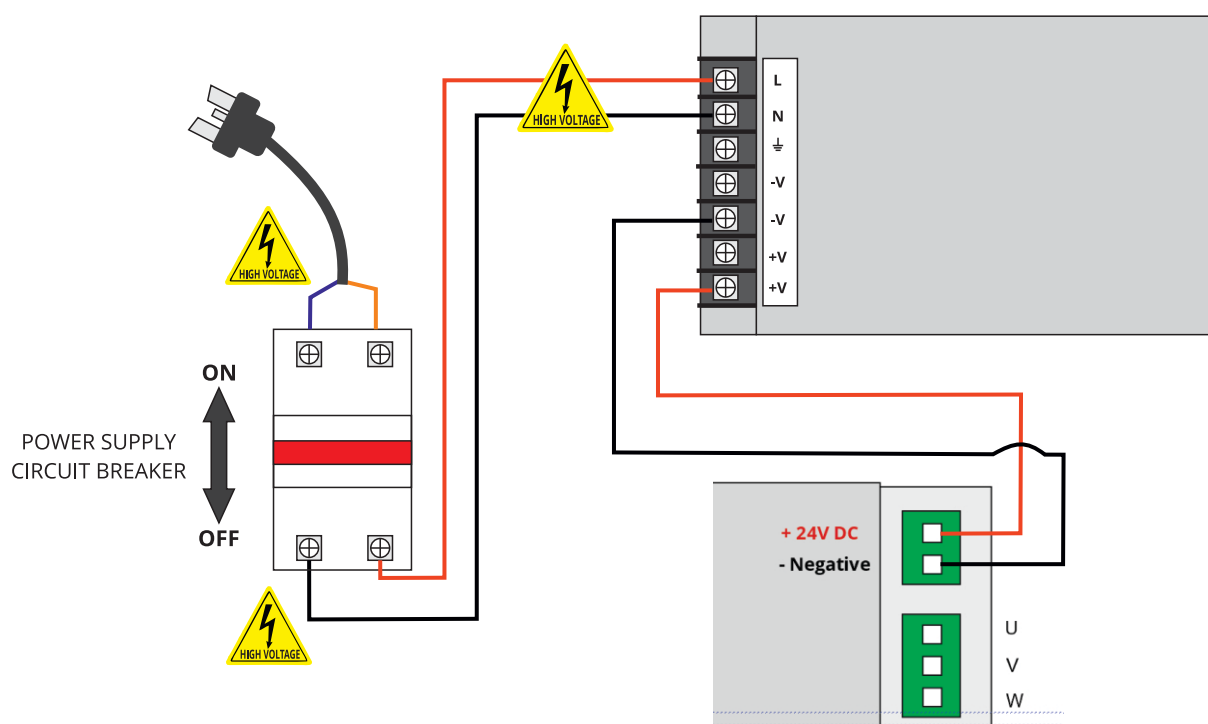 HIGH VOLTAGE
L
N
⏚
-V
-V
+V
+V
HIGH VOLTAGE
ON
POWER SUPPLY
CIRCUIT BREAKER
OFF
HIGH VOLTAGE
+ 24V DC
- Negative
U
V
W